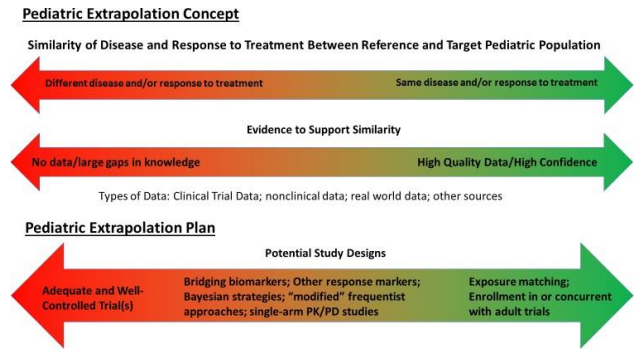 Pediatric Extrapolation Concept
Similarity of Disease and Response to Treatment Between Reference and Target Pediatric Population
Different disease and/or response to treatment
Same disease and/or response to treatment
Evidence to Support Similarity
No data/large gaps in knowledge
High Quality Data/High Confidence
Types of Data: Clinical Trial Data; nonclinical data; real world data; other sources
Pediatric Extrapolation Plan
Potential Study Designs
Adequate and Well-
Controlled Trial(s)
Bridging biomarkers; Other response markers;
Bayesian strategies; “modified” frequentist
approaches; single-arm PK/PD studies
Exposure matching;
Enrollment in or concurrent
with adult trials